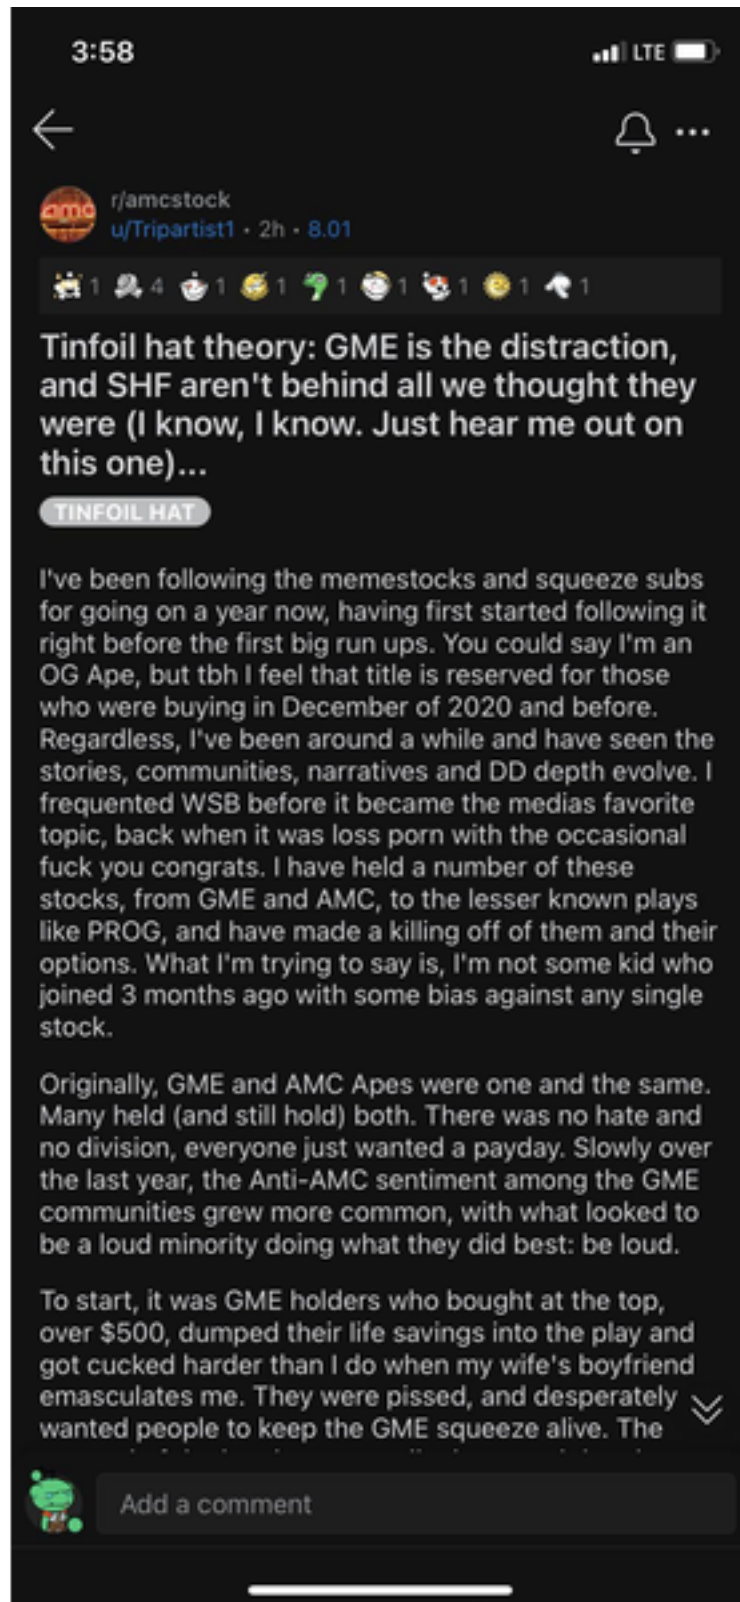 3:58
LTE
r/amcstock
amc
u/Tripartist1 • 2h • 8.01
1 4 1 1 1 1 1 1 1
Tinfoil hat theory: GME is the distraction,
and SHF aren't behind all we thought they
were (I know, I know. Just hear me out on
this one)...
TINFOIL HAT
I've been following the memestocks and squeeze subs
for going on a year now, having first started following it
right before the first big run ups. You could say I'm an
OG Ape, but tbh I feel that title is reserved for those
who were buying in December of 2020 and before.
Regardless, I've been around a while and have seen the
stories, communities, narratives and DD depth evolve. I
frequented WSB before it became the medias favorite
topic, back when it was loss porn with the occasional
fuck you congrats. I have held a number of these
stocks, from GME and AMC, to the lesser known plays
like PROG, and have made a killing off of them and their
options. What I'm trying to say is, I'm not some kid who
joined 3 months ago with some bias against any single
stock.
Originally, GME and AMC Apes were one and the same.
Many held (and still hold) both. There was no hate and
no division, everyone just wanted a payday. Slowly over
the last year, the Anti-AMC sentiment among the GME
communities grew more common, with what looked to
be a loud minority doing what they did best: be loud.
To start, it was GME holders who bought at the top,
over $500, dumped their life savings into the play and
got cucked harder than I do when my wife's boyfriend
emasculates me. They were pissed, and desperately
wanted people to keep the GME squeeze alive. The
Add a comment